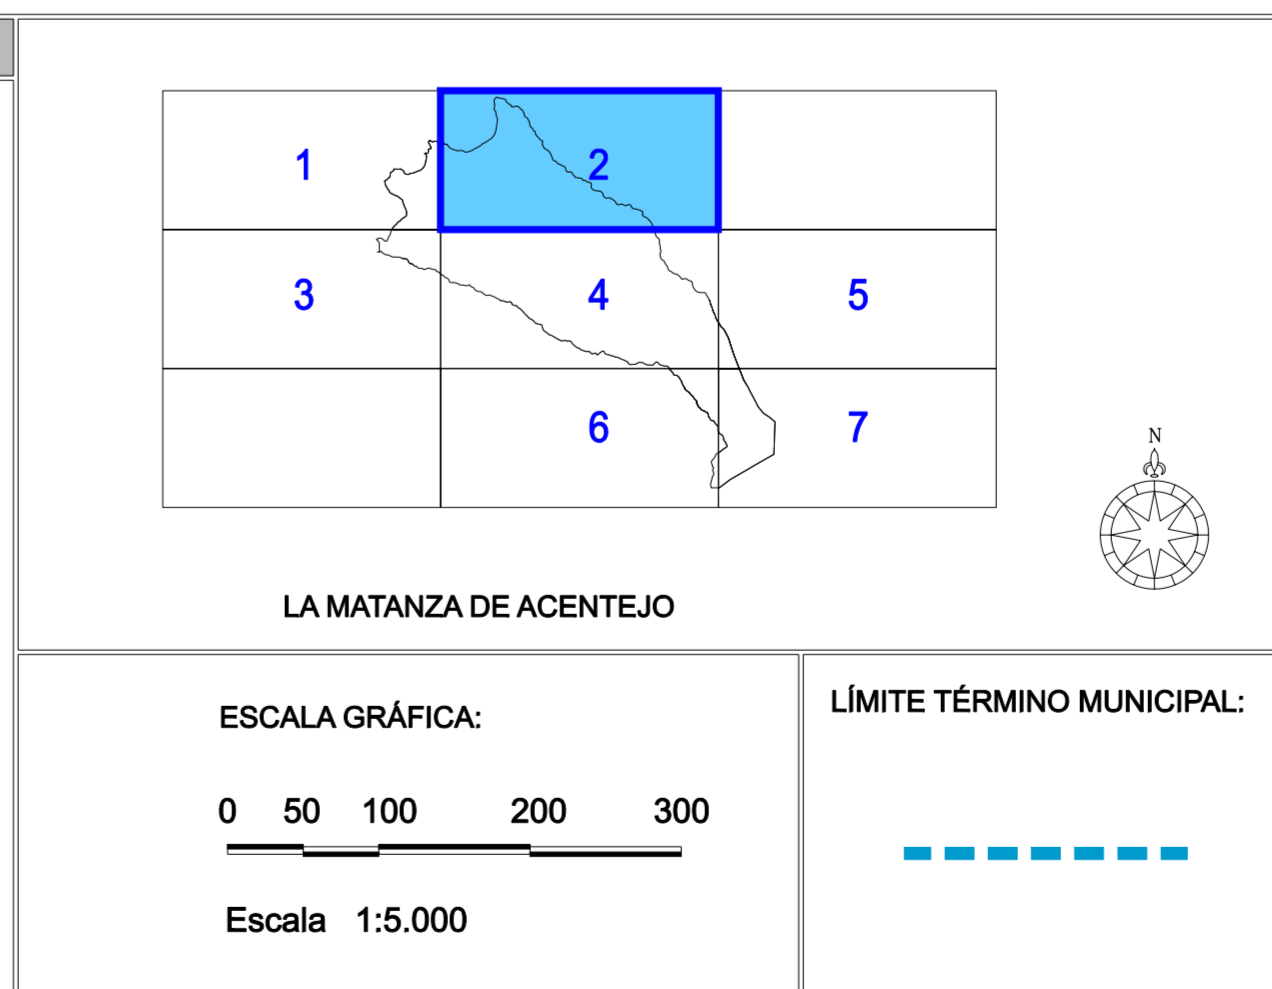 1
2
3
4
5
6
7
N
LA MATANZA DE ACENTEJO
ESCALA GRÁFICA:
0 50 100 200 300
Escala 1:5.000
LÍMITE TÉRMINO MUNICIPAL: